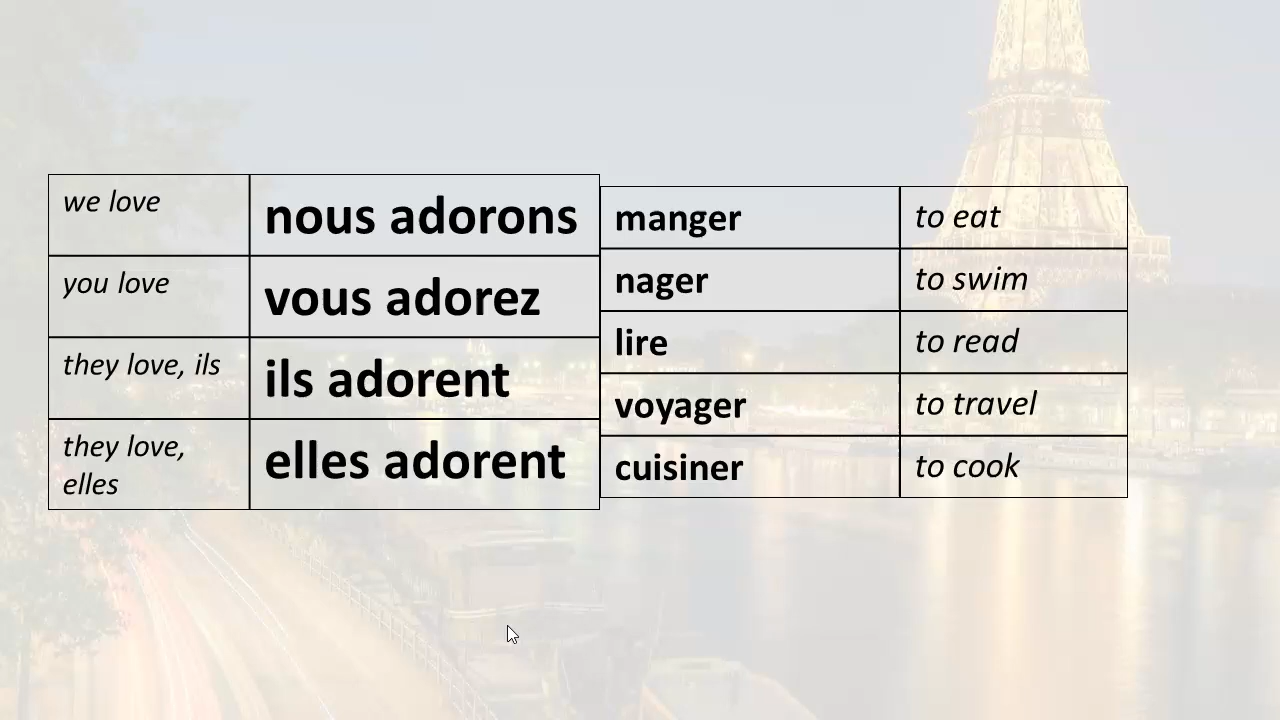 we love
nous adorons
you love
vous adorez
they love, ils
ils adorent
they love,
elles
elles adorent
manger
to eat
nager
to swim
lire
to read
voyager
to travel
cuisiner
to cook